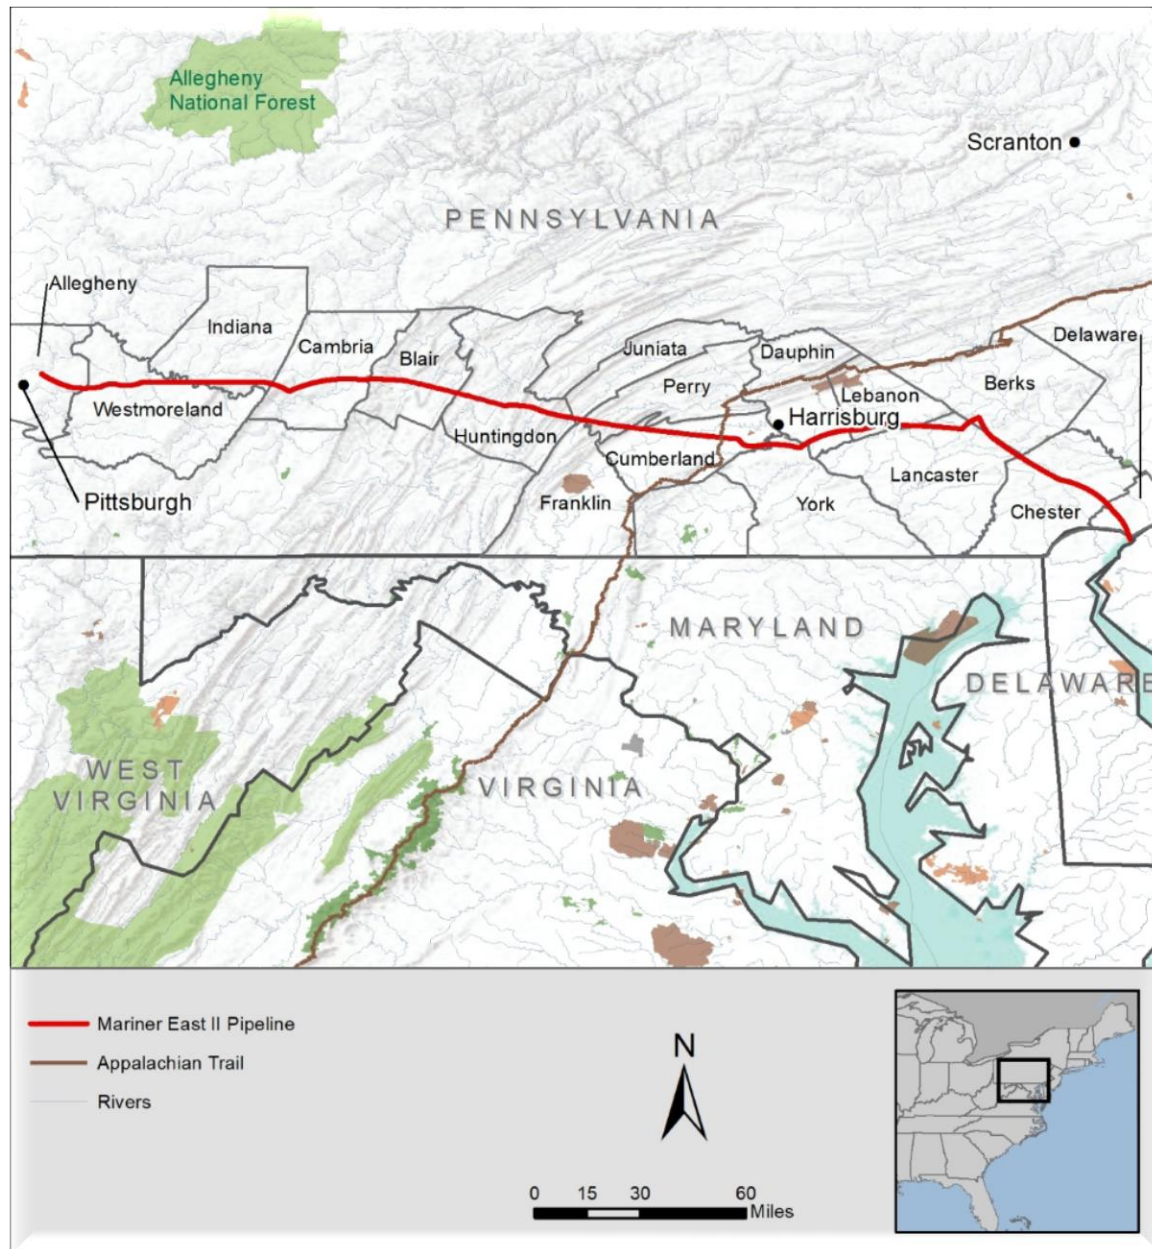 Allegheny
National Forest
Scranton
PENNSYLVANIA
Allegheny
Indiana
Cambria
Blair
Juniata
Dauphin
Delaware
Perry
Lebanon
Berks
Westmoreland
Harrisburg
Huntingdon
Cumberland
Lancaster
Pittsburgh
Franklin
York
Chester
MARYLAND
DELAWARE
WEST
VIRGINIA
VIRGINIA
Mariner East II Pipeline
Appalachian Trail
Rivers
N
0 15 30 60
Miles